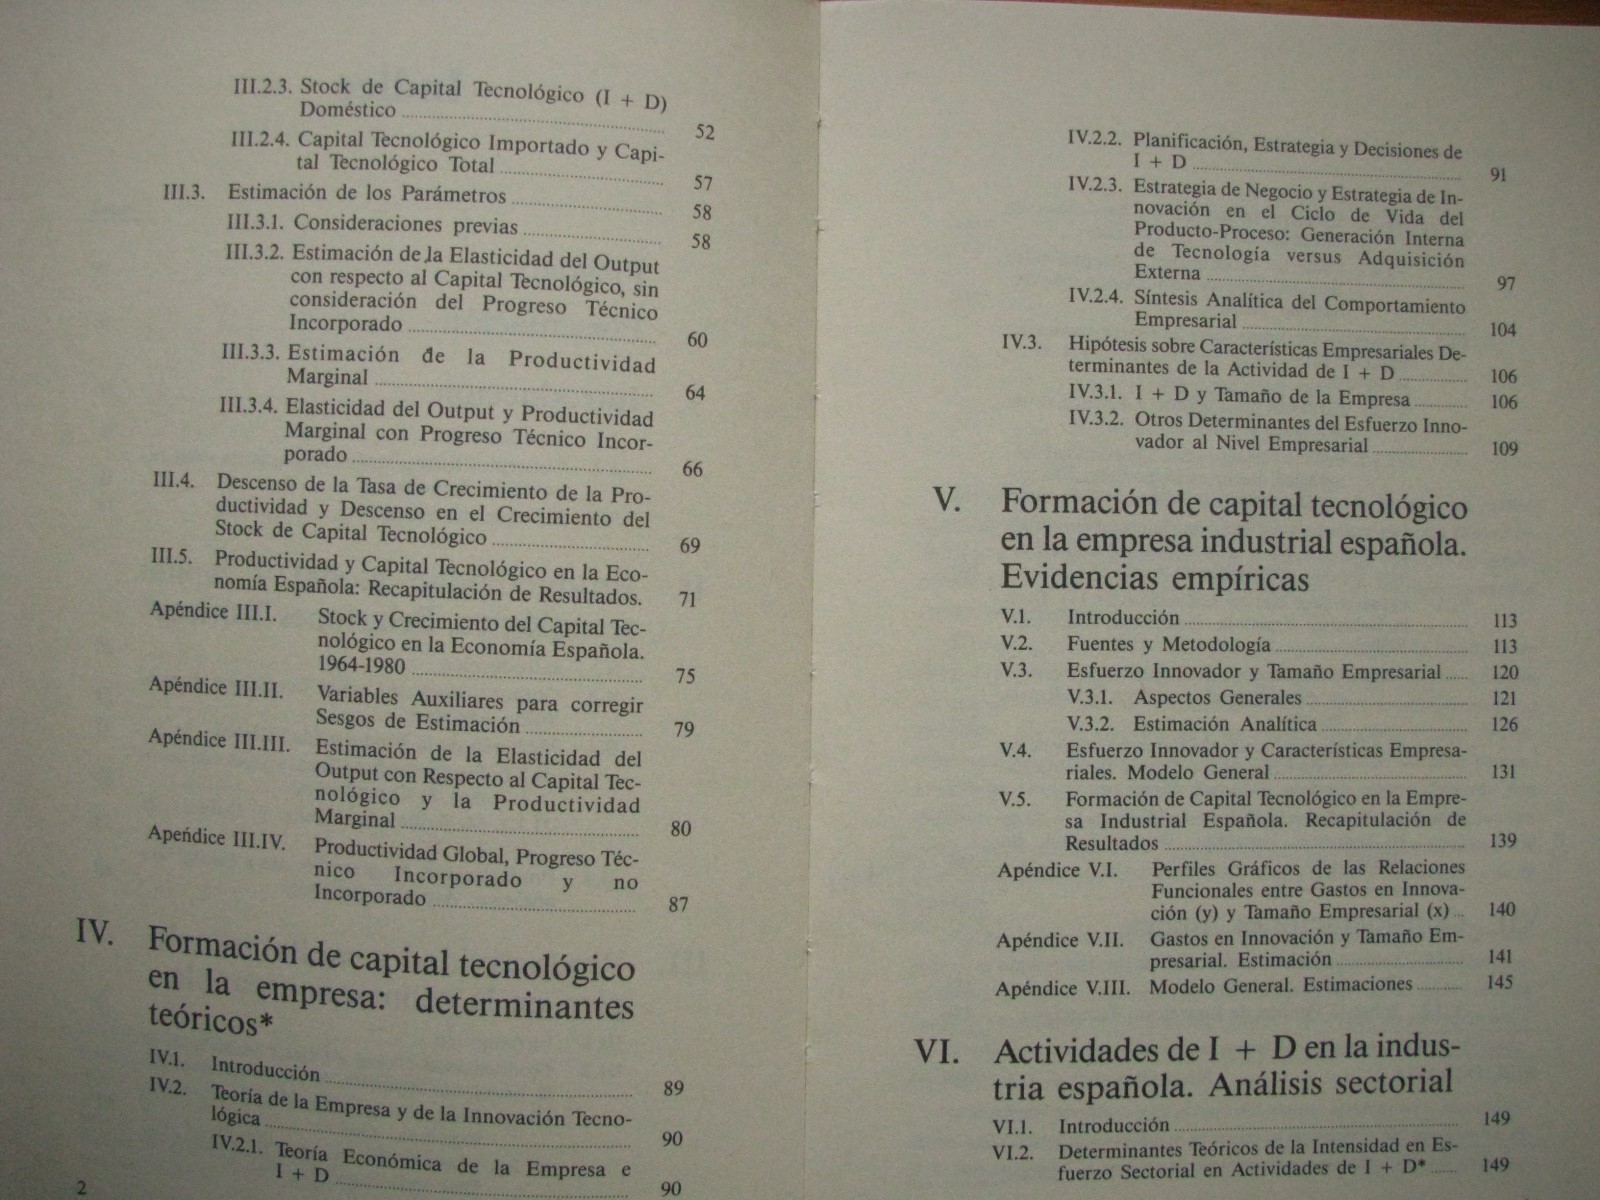 III.2.3. Stock de Capital Tecnológico (I + D)
Doméstico ........ 52
III.2.4. Capital Tecnológico Importado y Capi-
tal Tecnológico Total ........ 57
III.3. Estimación de los Parámetros ........ 58
III.3.1. Consideraciones previas ........ 58
III.3.2. Estimación de la Elasticidad del Output
con respecto al Capital Tecnológico, sin
consideración del Progreso Técnico
Incorporado ........ 60
III.3.3. Estimación de la Productividad
Marginal ........ 64
III.3.4. Elasticidad del Output y Productividad
Marginal con Progreso Técnico Incor-
porado ........ 66
III.4. Descenso de la Tasa de Crecimiento de la Pro-
ductividad y Descenso en el Crecimiento del
Stock de Capital Tecnológico ........ 69
III.5. Productividad y Capital Tecnológico en la Eco-
nomía Española: Recapitulación de Resultados. 71
Apéndice III.I. Stock y Crecimiento del Capital Tec-
nológico en la Economía Española.
1964-1980 ........ 75
Apéndice III.II. Variables Auxiliares para corregir
Sesgos de Estimación ........ 79
Apéndice III.III. Estimación de la Elasticidad del
Output con Respecto al Capital Tec-
nológico y la Productividad
Marginal ........ 80
Apeńdice III.IV. Productividad Global, Progreso Téc-
nico Incorporado y no
Incorporado ........ 87
IV. Formación de capital tecnológico
en la empresa: determinantes
teóricos*
IV.1. Introducción ........ 89
IV.2. Teoría de la Empresa y de la Innovación Tecno-
lógica ........ 90
IV.2.1. Teoría Económica de la Empresa e
I + D ........ 90
2
IV.2.2. Planificación, Estrategia y Decisiones de
I + D ........ 91
IV.2.3. Estrategia de Negocio y Estrategia de In-
novación en el Ciclo de Vida del
Producto-Proceso: Generación Interna
de Tecnología versus Adquisición
Externa ........ 97
IV.2.4. Síntesis Analítica del Comportamiento
Empresarial ........ 104
IV.3. Hipótesis sobre Características Empresariales De-
terminantes de la Actividad de I + D ........ 106
IV.3.1. I + D y Tamaño de la Empresa ........ 106
IV.3.2. Otros Determinantes del Esfuerzo Inno-
vador al Nivel Empresarial ........ 109
V. Formación de capital tecnológico
en la empresa industrial española.
Evidencias empíricas
V.1. Introducción ........ 113
V.2. Fuentes y Metodología ........ 113
V.3. Esfuerzo Innovador y Tamaño Empresarial ..... 120
V.3.1. Aspectos Generales ........ 121
V.3.2. Estimación Analítica ........ 126
V.4. Esfuerzo Innovador y Características Empresa-
riales. Modelo General ........ 131
V.5. Formación de Capital Tecnológico en la Empre-
sa Industrial Española. Recapitulación de
Resultados ........ 139
Apéndice V.I. Perfiles Gráficos de las Relaciones
Funcionales entre Gastos en Innova-
ción (y) y Tamaño Empresarial (x) .. 140
Apéndice V.II. Gastos en Innovación y Tamaño Em-
presarial. Estimación ........ 141
Apéndice V.III. Modelo General. Estimaciones ........ 145
VI. Actividades de I + D en la indus-
tria española. Análisis sectorial
VI.1. Introducción ........ 149
VI.2. Determinantes Teóricos de la Intensidad en Es-
fuerzo Sectorial en Actividades de I + D* ..... 149